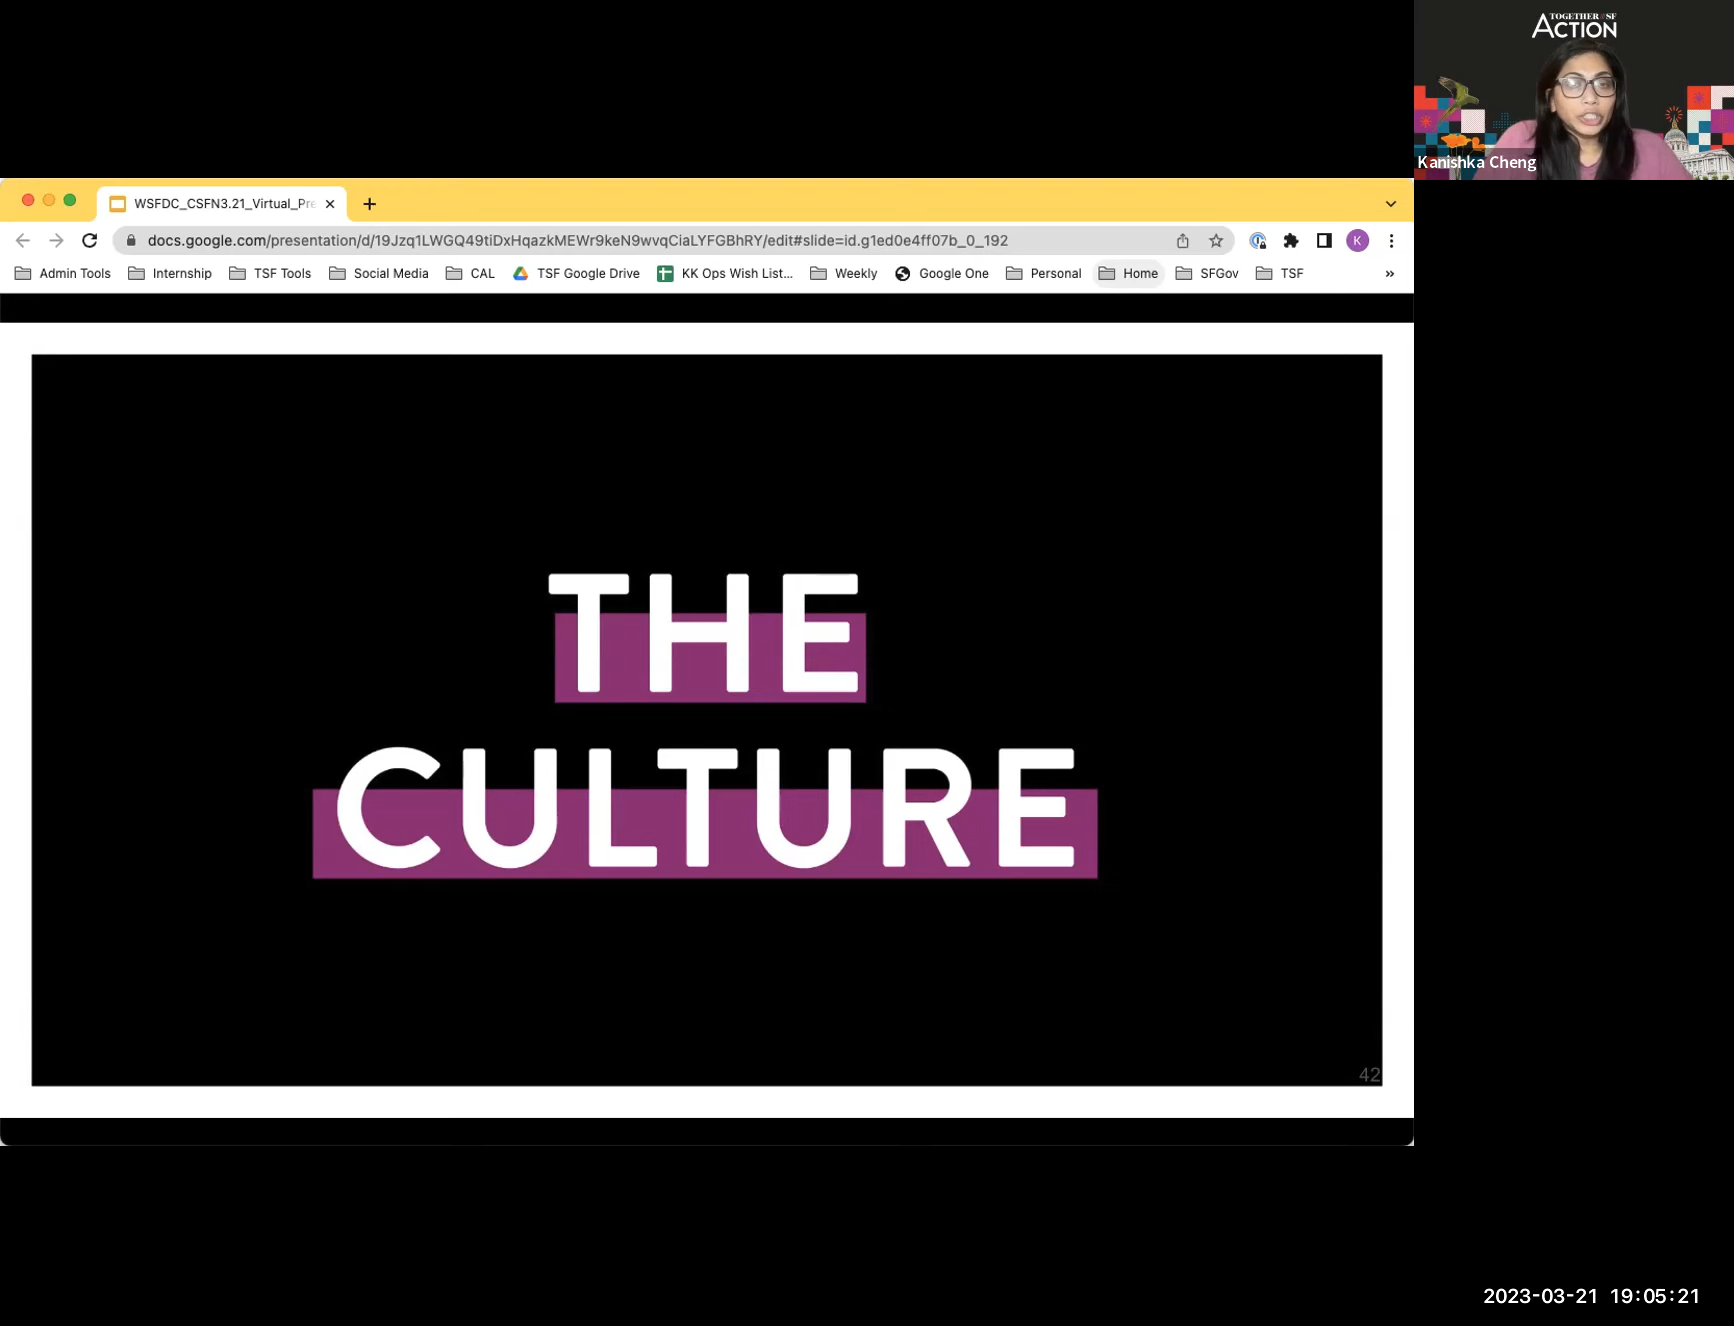 TOGETHER SF
ACTION
Kanishka Cheng
WSFDC_CSFN3.21_Virtual_Pre
docs.google.com/presentation/d/19Jzq1LWGQ49tiDxHqazkMEWr9keN9wvqCiaLYFGBhRY/edit#slide=id.g1ed0e4ff07b_0_192
K
Admin Tools Internship TSF Tools Social Media CAL TSF Google Drive KK Ops Wish List... Weekly Google One Personal Home SFGov TSF »
THE
CULTURE
42
2023-03-21 19:05:21